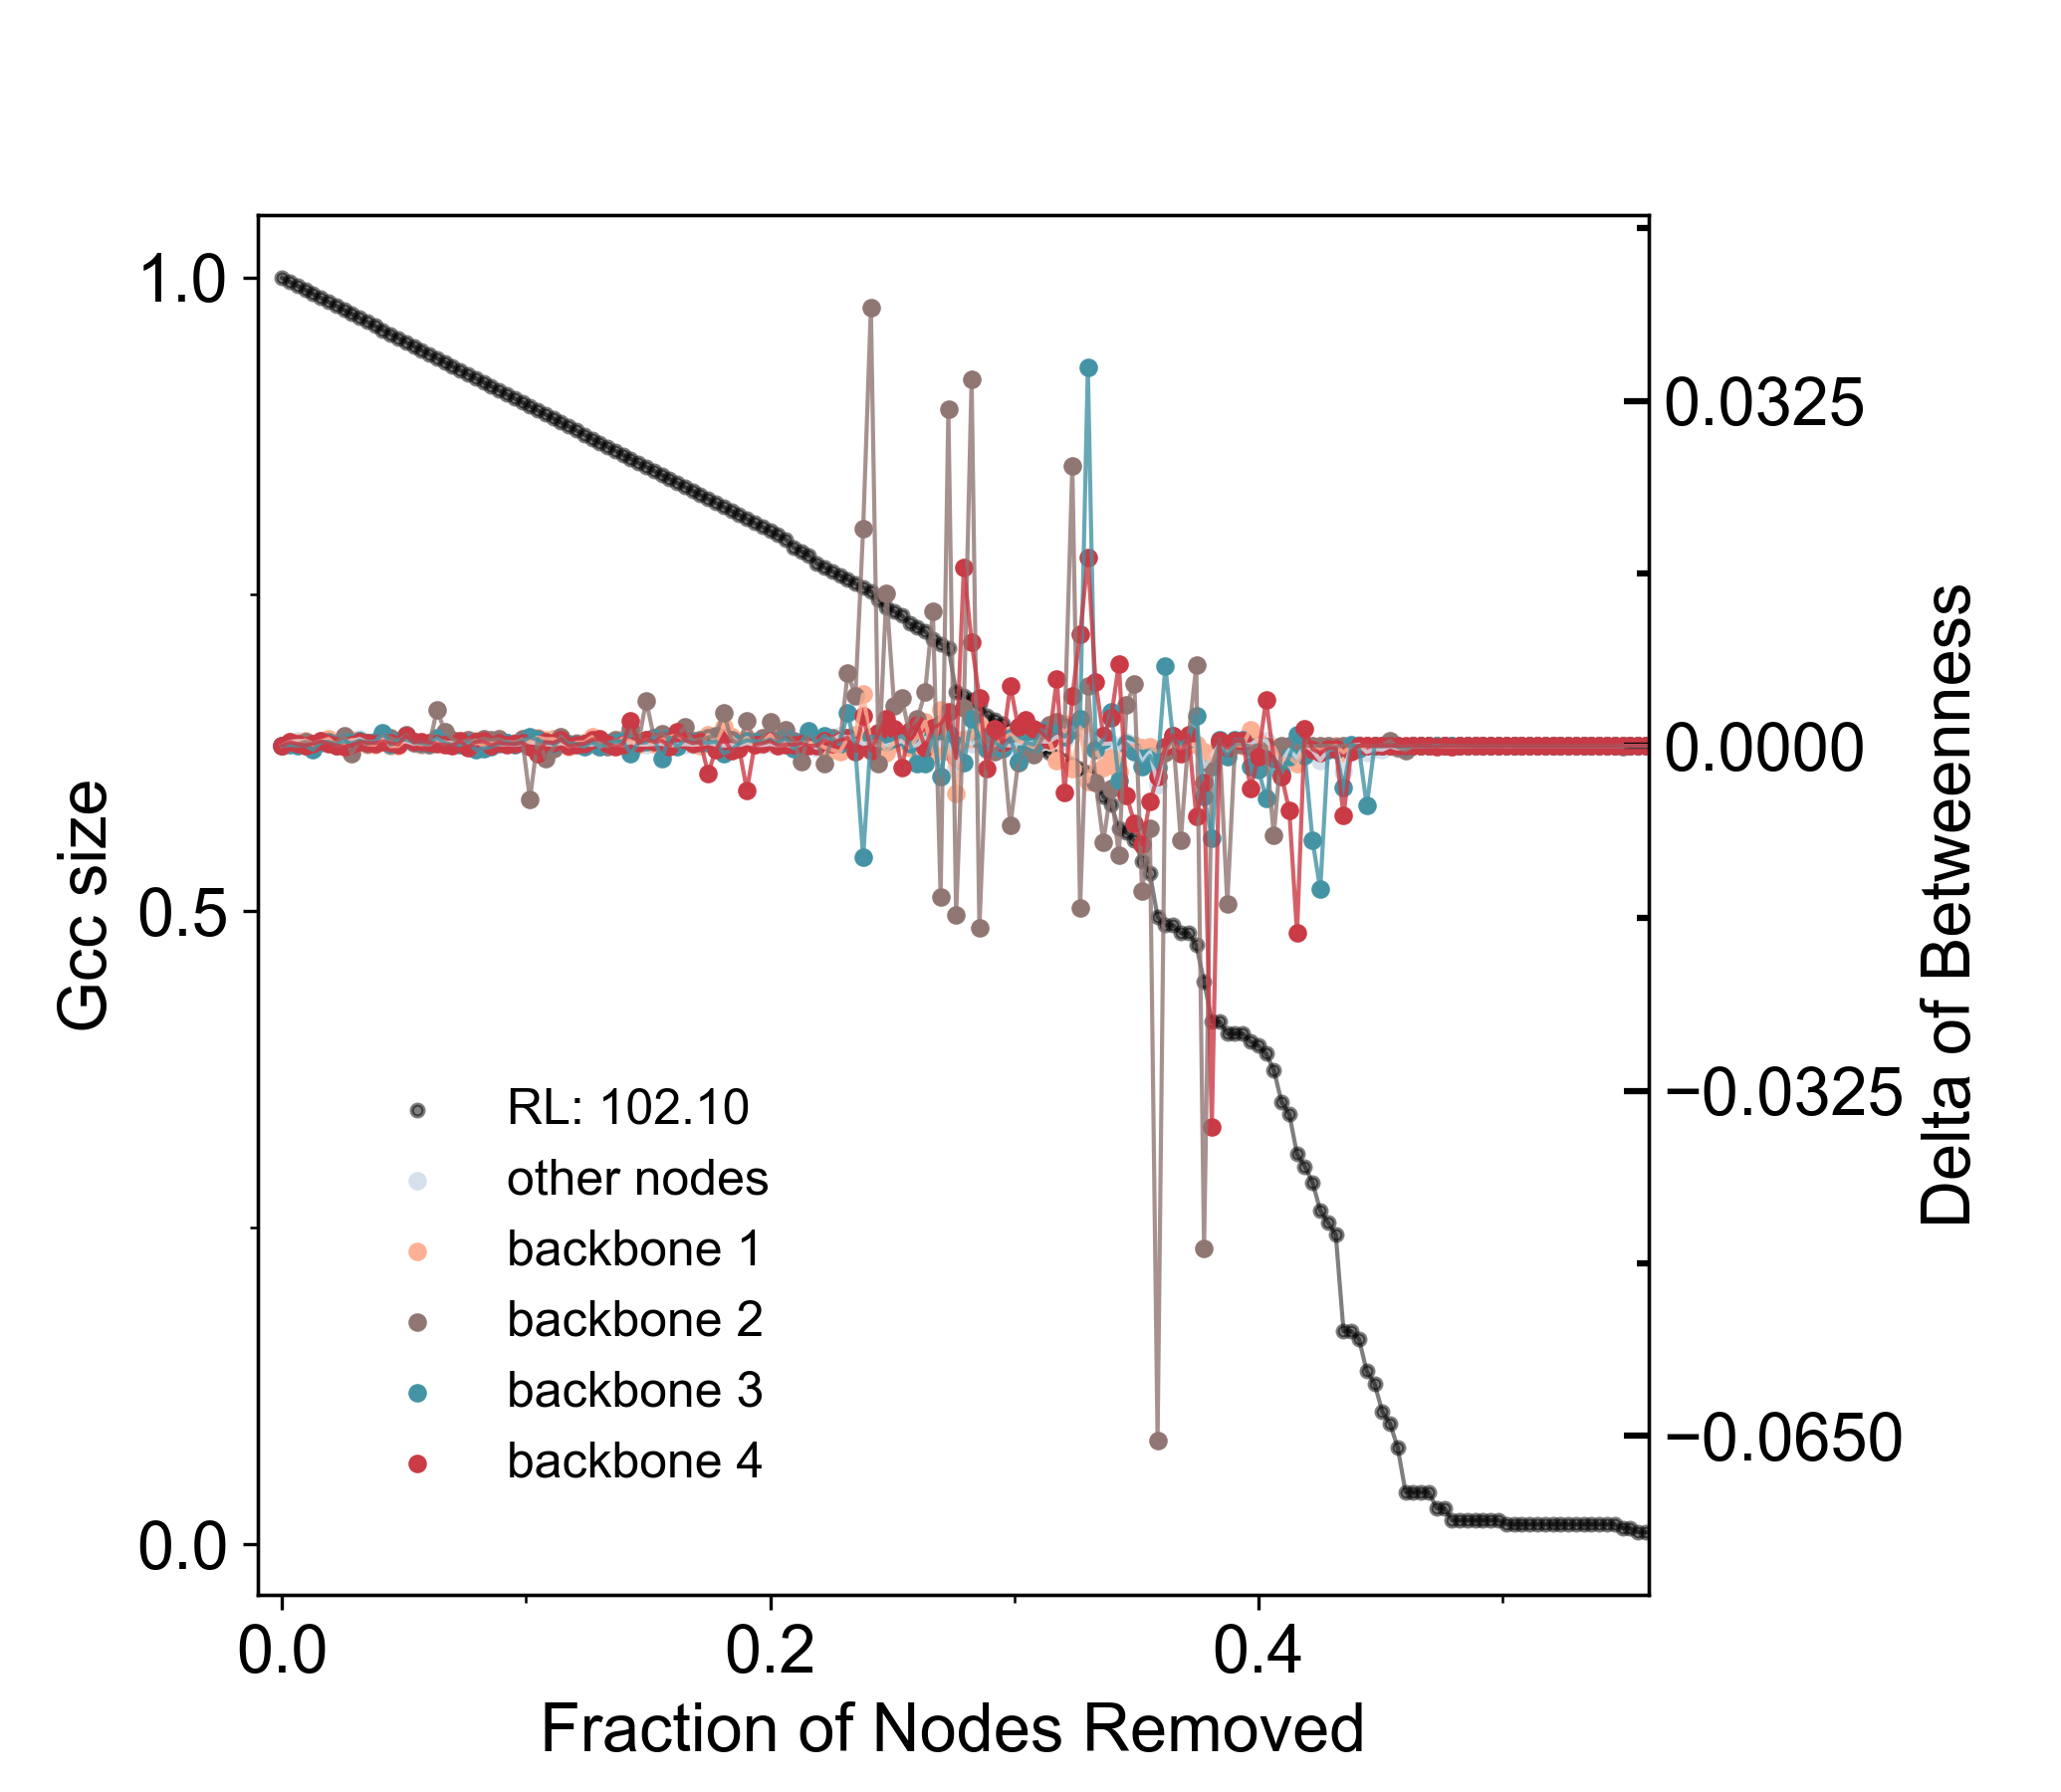 1.0
0.5
0.0
Gcc size
0.0325
0.0000
−0.0325
−0.0650
Delta of Betweenness
RL: 102.10
other nodes
backbone 1
backbone 2
backbone 3
backbone 4
0.0
0.2
0.4
Fraction of Nodes Removed